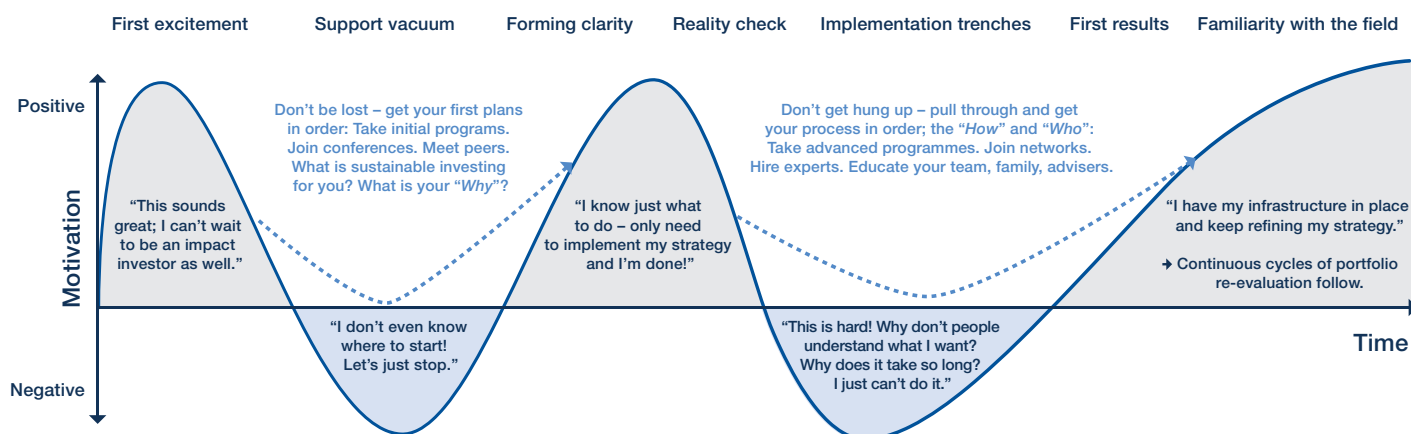 First excitement
Support vacuum
Forming clarity
Reality check
Implementation trenches
First results
Familiarity with the field
Positive
Motivation
Negative
Time
“This sounds
great; I can’t wait
to be an impact
investor as well.”
Don’t be lost – get your first plans
in order: Take initial programs.
Join conferences. Meet peers.
What is sustainable investing
for you? What is your “Why”?
“I don’t even know
where to start!
Let’s just stop.”
“I know just what
to do – only need
to implement my strategy
and I’m done!”
Don’t get hung up – pull through and get
your process in order; the “How” and “Who”:
Take advanced programmes. Join networks.
Hire experts. Educate your team, family, advisers.
“This is hard! Why don’t people
understand what I want?
Why does it take so long?
I just can’t do it.”
“I have my infrastructure in place
and keep refining my strategy.”
➔ Continuous cycles of portfolio
re-evaluation follow.